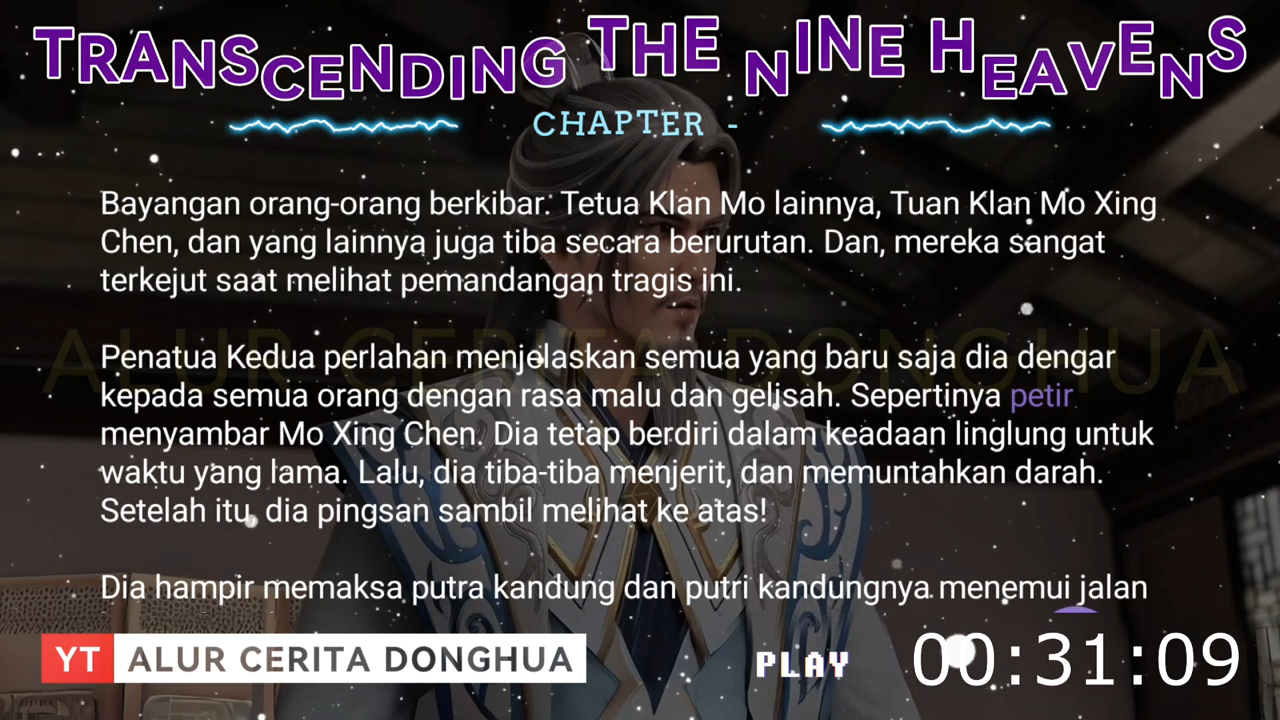 TRANSCENDING THE NINE HEAVENS
CHAPTER -
Bayangan orang-orang berkibar. Tetua Klan Mo lainnya, Tuan Klan Mo Xing
Chen, dan yang lainnya juga tiba secara berurutan. Dan, mereka sangat
terkejut saat melihat pemandangan tragis ini.
ALUR CERITA DONGHUA
Penatua Kedua perlahan menjelaskan semua yang baru saja dia dengar
kepada semua orang dengan rasa malu dan gelisah. Sepertinya petir
menyambar Mo Xing Chen. Dia tetap berdiri dalam keadaan linglung untuk
waktu yang lama. Lalu, dia tiba-tiba menjerit, dan memuntahkan darah.
Setelah itu, dia pingsan sambil melihat ke atas!
Dia hampir memaksa putra kandung dan putri kandungnya menemui jalan
YT ALUR CERITA DONGHUA
PLAY 00:31:09